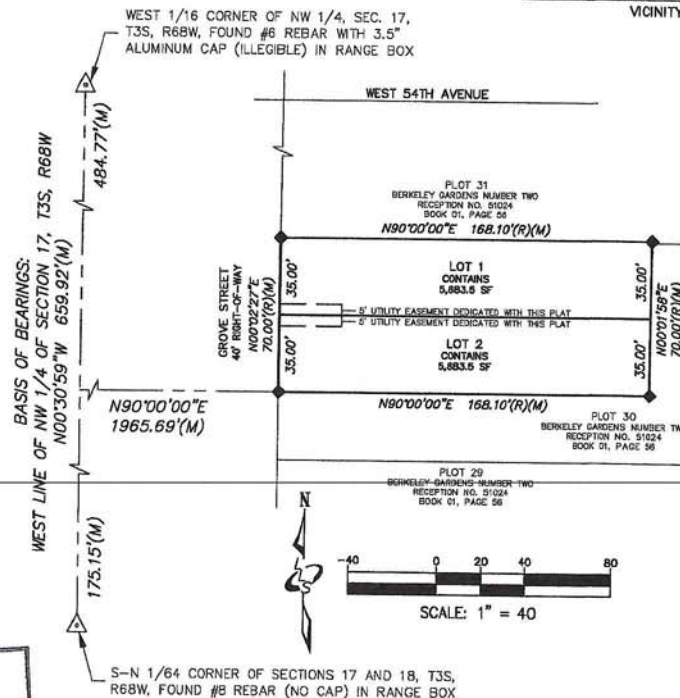 VICINITY
WEST 1/16 CORNER OF NW 1/4, SEC. 17,
T3S, R68W, FOUND #6 REBAR WITH 3.5"
ALUMINUM CAP (ILLEGIBLE) IN RANGE BOX
WEST 54TH AVENUE
BASIS OF BEARINGS:
WEST LINE OF NW 1/4 OF SECTION 17, T3S, R68W
N00°30'59"W 659.92'(M)
484.77'(M)
175.15'(M)
PLOT 31
BERKELEY GARDENS NUMBER TWO
RECEPTION NO. 51024
BOOK 01, PAGE 56
N90°00'00"E 168.10'(R)(M)
GROVE STREET
40' RIGHT-OF-WAY
N00°02'27"E
70.00'(R)(M)
35.00'
35.00'
LOT 1
CONTAINS
5,883.5 SF
5' UTILITY EASEMENT DEDICATED WITH THIS PLAT
5' UTILITY EASEMENT DEDICATED WITH THIS PLAT
LOT 2
CONTAINS
5,883.5 SF
35.00'
35.00'
N00°01'58"E
70.00'(R)(M)
N90°00'00"E
1965.69'(M)
N90°00'00"E 168.10'(R)(M)
PLOT 30
BERKELEY GARDENS NUMBER TW
RECEPTION NO. 51024
BOOK 01, PAGE 56
PLOT 29
BERKELEY GARDENS NUMBER TWO
RECEPTION NO. 51024
BOOK 01, PAGE 56
N
LS
-40 0 20 40 80
SCALE: 1" = 40
S-N 1/64 CORNER OF SECTIONS 17 AND 18, T3S,
R68W, FOUND #8 REBAR (NO CAP) IN RANGE BOX